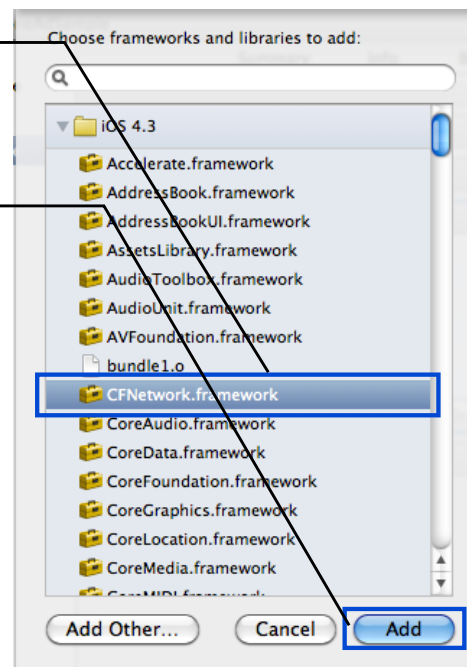 Choose frameworks and libraries to add:
iOS 4.3
Accelerate.framework
AddressBook.framework
AddressBookUI.framework
AssetsLibrary.framework
AudioToolbox.framework
AudioUnit.framework
AVFoundation.framework
bundle1.o
CFNetwork.framework
CoreAudio.framework
CoreData.framework
CoreFoundation.framework
CoreGraphics.framework
CoreLocation.framework
CoreMedia.framework
CoreMIDI.framework
Add Other... Cancel Add